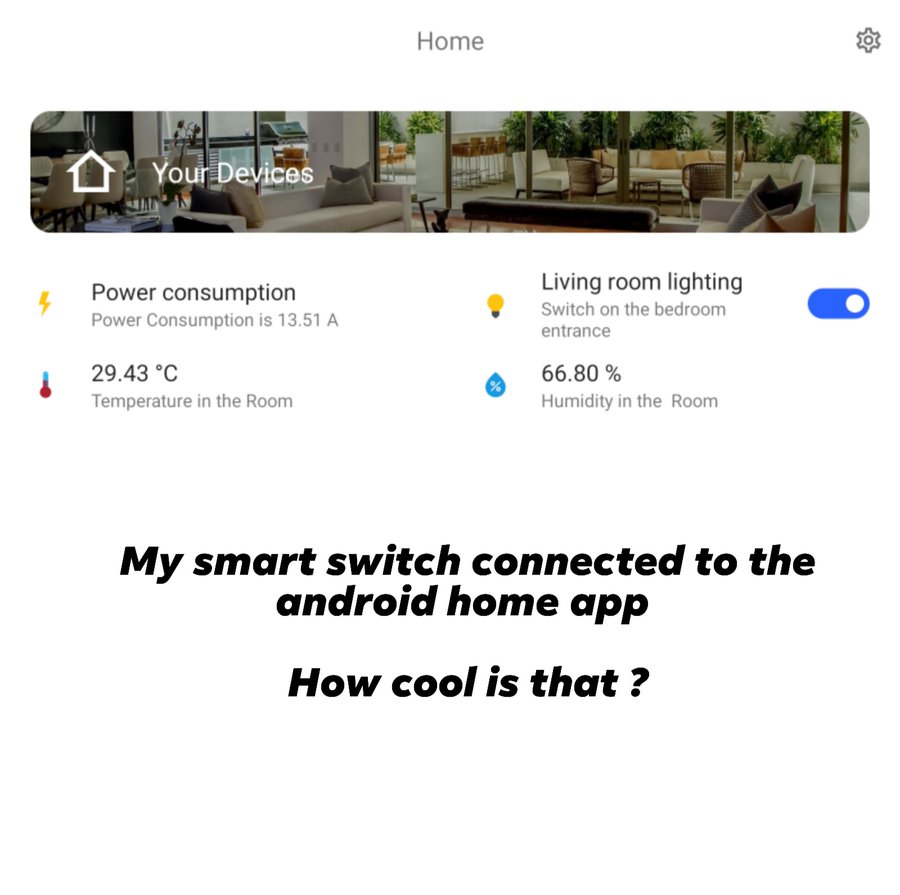 Home
Your Devices
Power consumption
Power Consumption is 13.51 A
Living room lighting
Switch on the bedroom
entrance
29.43 °C
Temperature in the Room
66.80 %
Humidity in the  Room
My smart switch connected to the
android home app
How cool is that ?